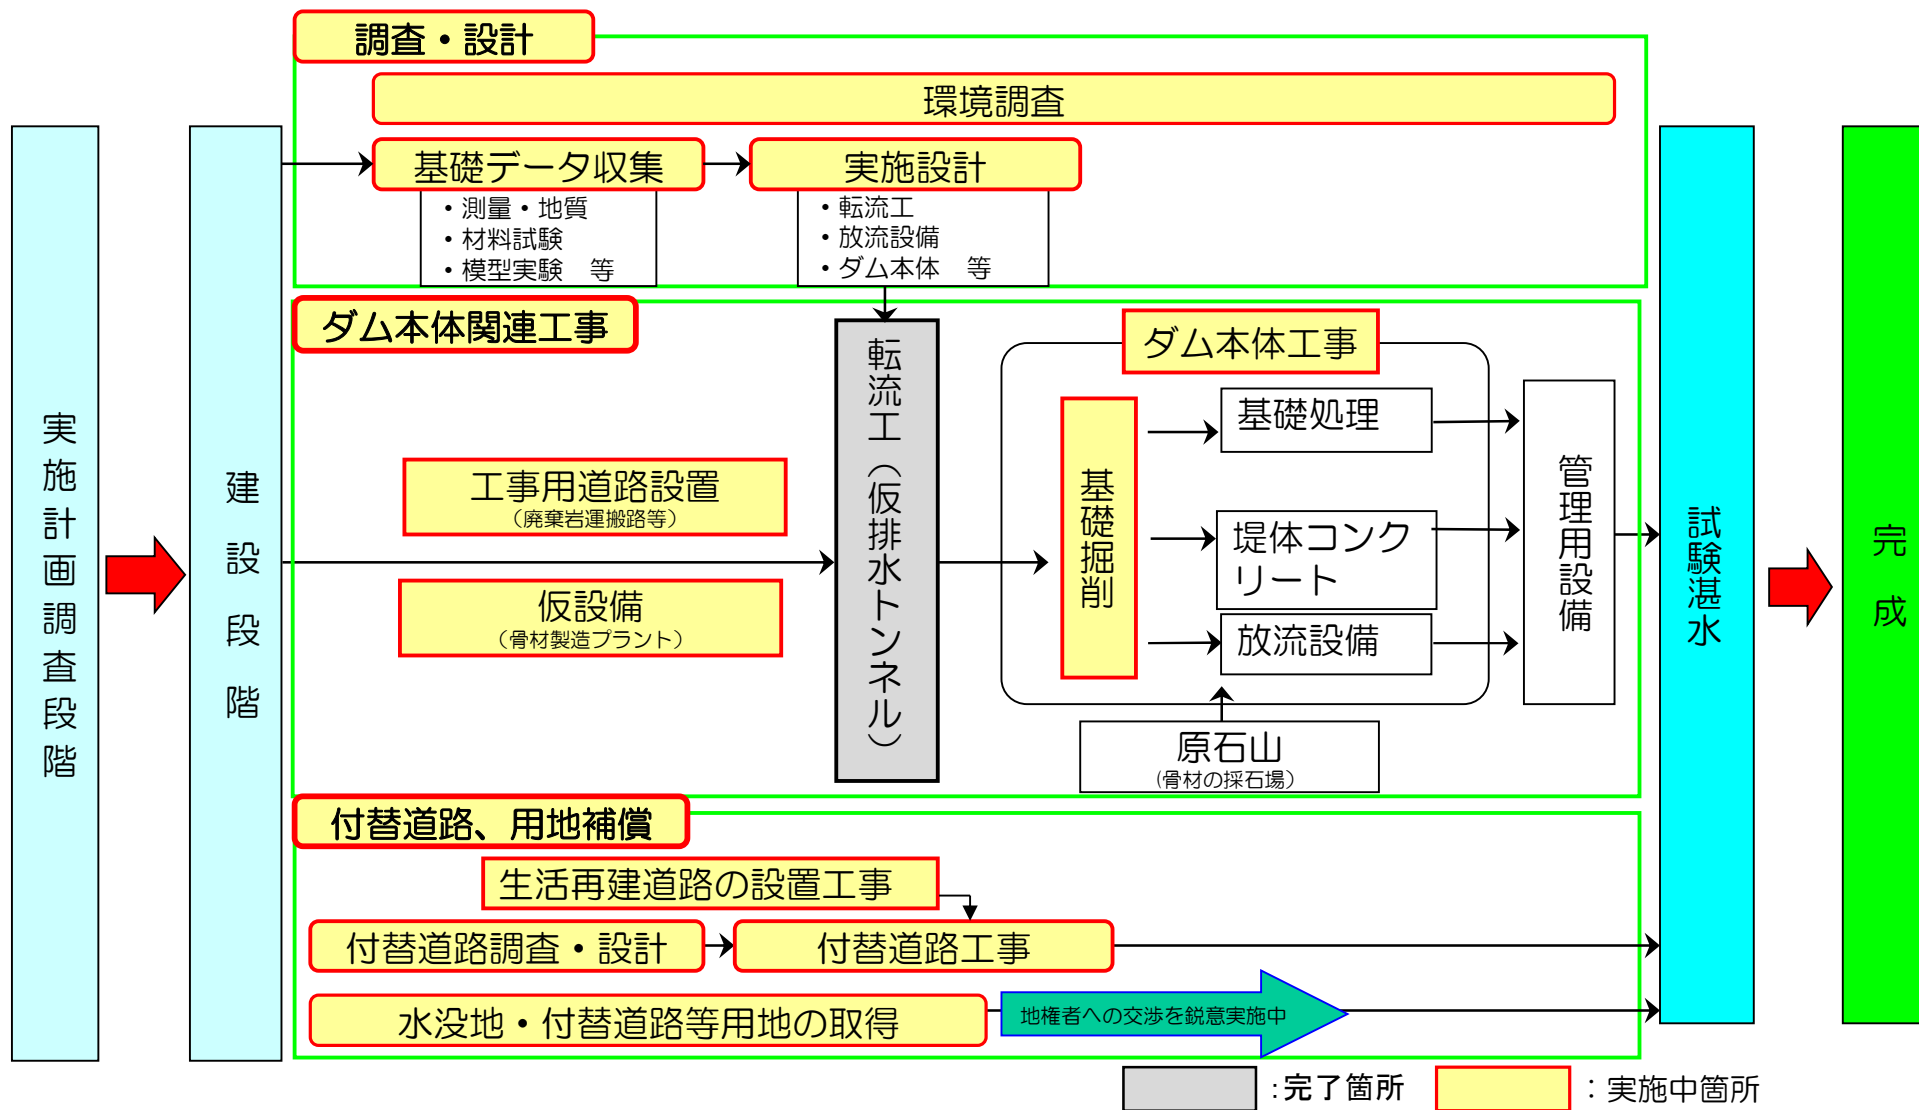 調査・設計
環境調査
基礎データ収集
・測量・地質
・材料試験
・模型実験　等
実施設計
・転流工
・放流設備
・ダム本体　等
実施計画調査段階
建設段階
ダム本体関連工事
工事用道路設置
（廃棄岩運搬路等）
仮設備
（骨材製造プラント）
転流工（仮排水トンネル）
ダム本体工事
基礎掘削
基礎処理
堤体コンク
リート
放流設備
原石山
（骨材の採石場）
管理用設備
試験湛水
完成
付替道路、用地補償
生活再建道路の設置工事
付替道路調査・設計
付替道路工事
水没地・付替道路等用地の取得
地権者への交渉を鋭意実施中
：完了箇所
：実施中箇所